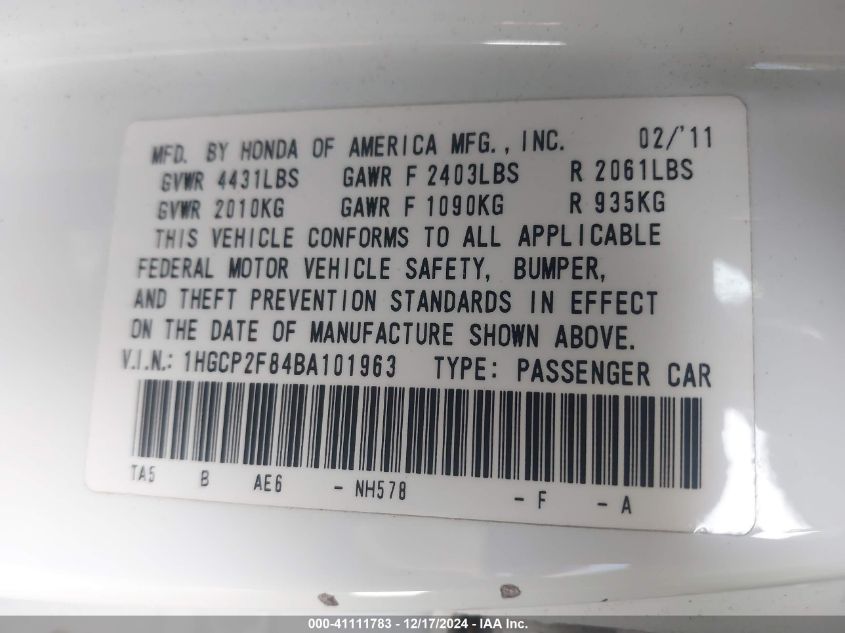 MFD. BY HONDA OF AMERICA MFG., INC. 02/'11
GVWR 4431LBS GAWR F 2403LBS R 2061LBS
GVWR 2010KG GAWR F 1090KG R 935KG
THIS VEHICLE CONFORMS TO ALL APPLICABLE
FEDERAL MOTOR VEHICLE SAFETY, BUMPER,
AND THEFT PREVENTION STANDARDS IN EFFECT
ON THE DATE OF MANUFACTURE SHOWN ABOVE.
V.I.N.: 1HGCP2F84BA101963 TYPE: PASSENGER CAR
TA5 B AE6 - NH578 - F - A
000-41111783 - 12/17/2024 - IAA Inc.